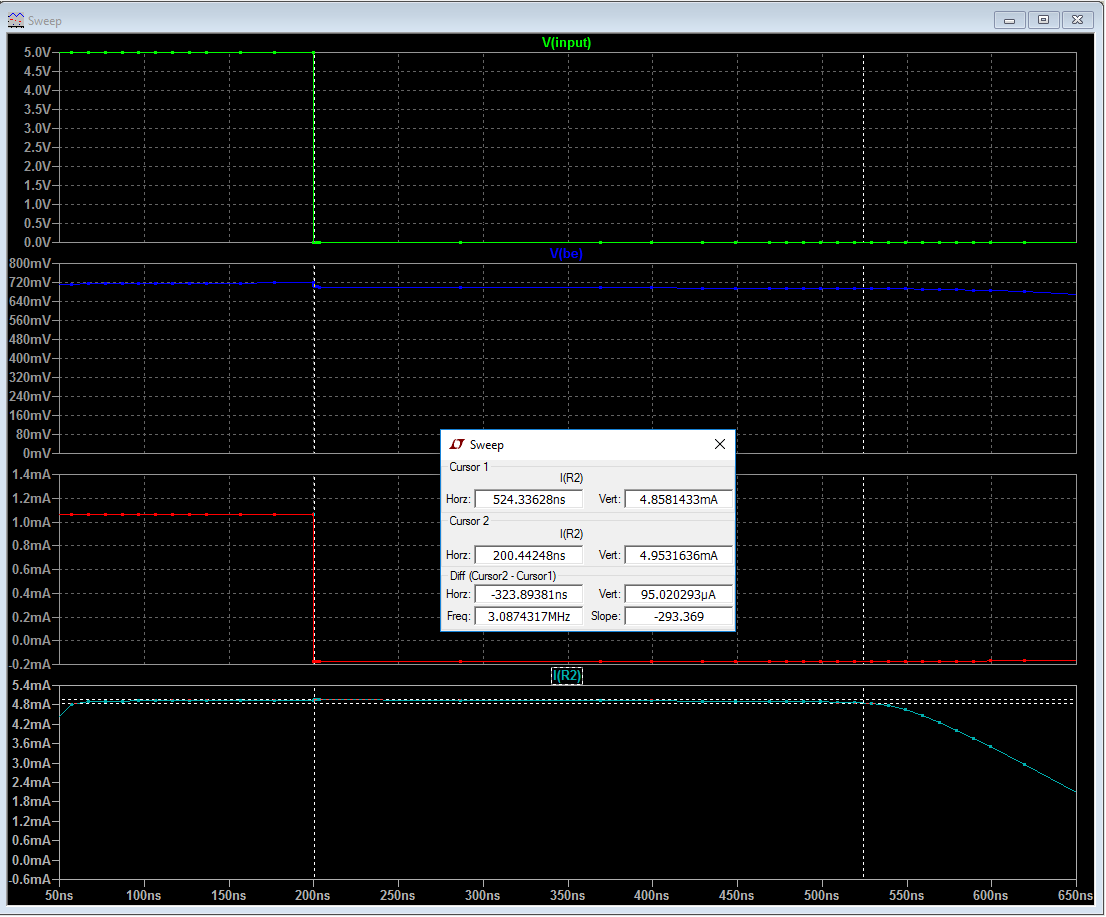 Sweep
V(input)
5.0V
4.5V
4.0V
3.5V
3.0V
2.5V
2.0V
1.5V
1.0V
0.5V
0.0V
V(be)
800mV
720mV
640mV
560mV
480mV
400mV
320mV
240mV
160mV
80mV
0mV
1.4mA
1.2mA
1.0mA
0.8mA
0.6mA
0.4mA
0.2mA
0.0mA
-0.2mA
Sweep
Cursor 1
I(R2)
Horz: 524.33628ns Vert: 4.8581433mA
Cursor 2
I(R2)
Horz: 200.44248ns Vert: 4.9531636mA
Diff (Cursor2 - Cursor1)
Horz: -323.89381ns Vert: 95.020293µA
Freq: 3.0874317MHz Slope: -293.369
I(R2)
5.4mA
4.8mA
4.2mA
3.6mA
3.0mA
2.4mA
1.8mA
1.2mA
0.6mA
0.0mA
-0.6mA
50ns 100ns 150ns 200ns 250ns 300ns 350ns 400ns 450ns 500ns 550ns 600ns 650ns